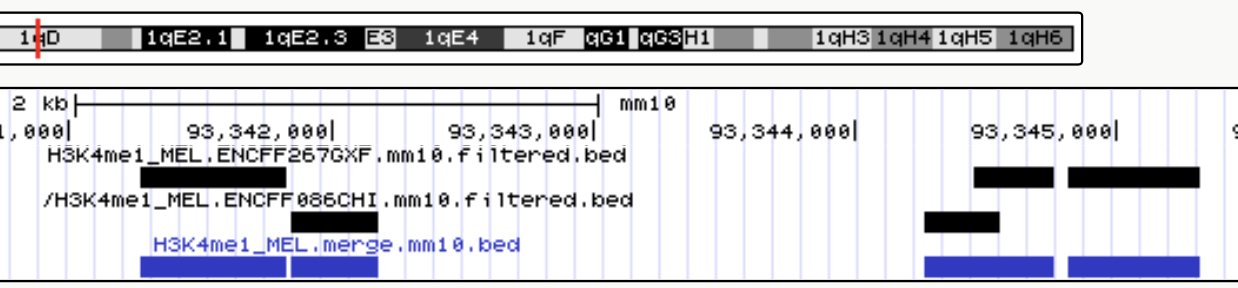 1qD 1qE2.1 1qE2.3 E3 1qE4 1qF qG1 qG3 H1 1qH3 1qH4 1qH5 1qH6
2 kb mm10
1,000| 93,342,000| 93,343,000| 93,344,000| 93,345,000|
H3K4me1_MEL.ENCFF267GXF.mm10.filtered.bed
/H3K4me1_MEL.ENCFF086CHI.mm10.filtered.bed
H3K4me1_MEL.merge.mm10.bed